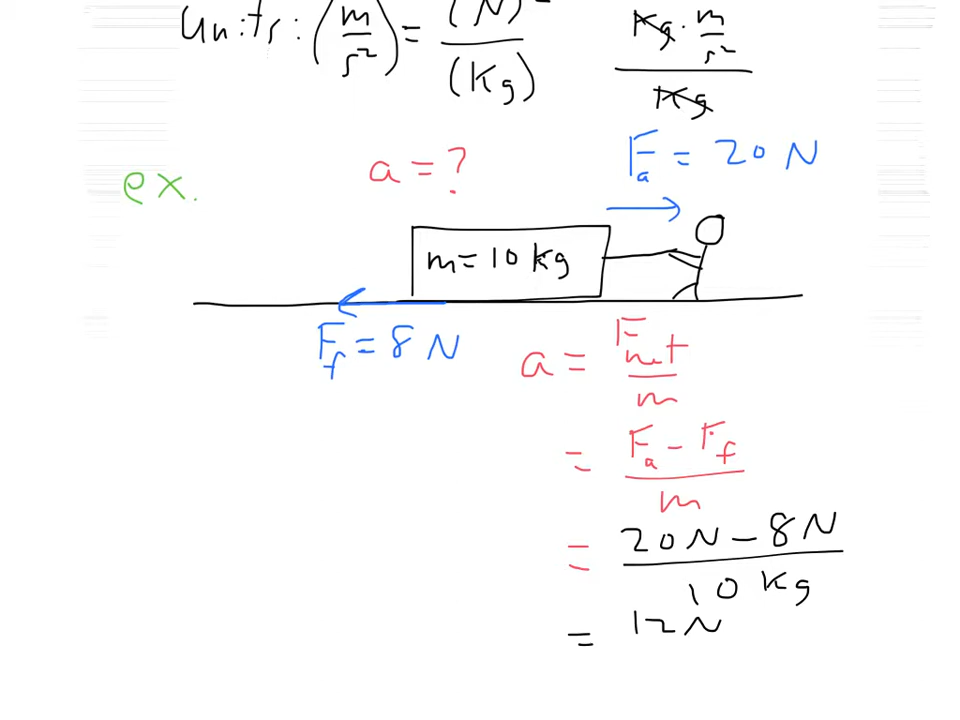 units: (m/s²) = (N)/(Kg) = Kg · m/s² / Kg
ex.
a = ?
Fa = 20 N
m = 10 kg
Ff = 8 N
a = Fnet/m
= Fa - Ff / m
= 20 N - 8 N / 10 kg
= 12 N